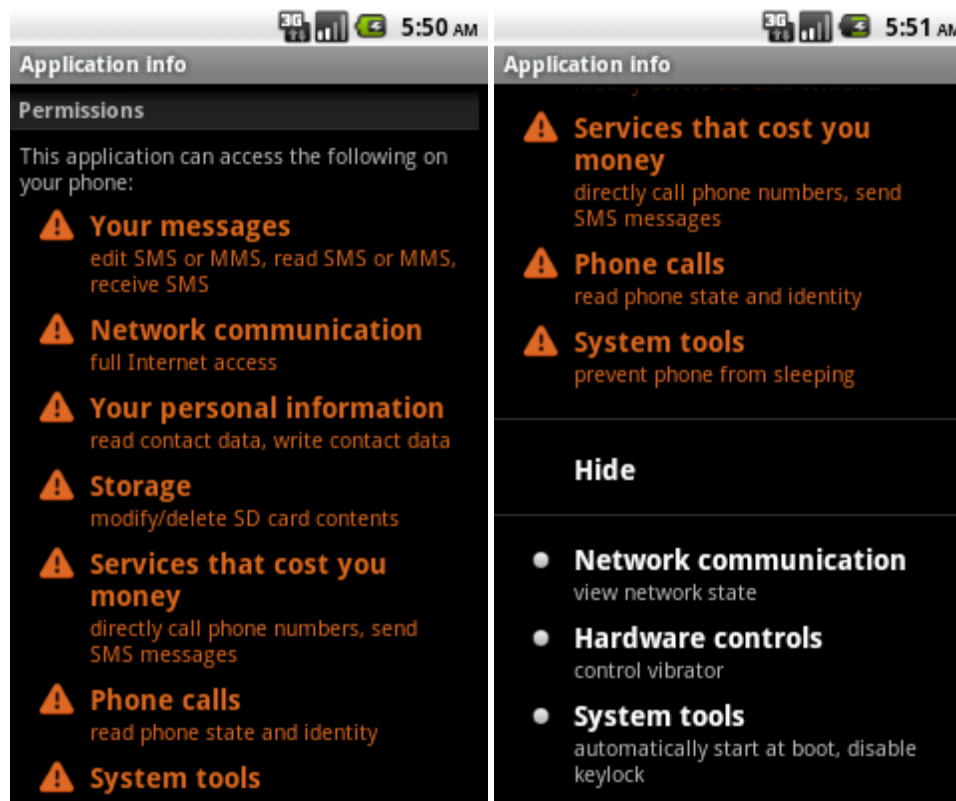 3G 5:50 AM
Application info
Permissions
This application can access the following on
your phone:
Your messages
edit SMS or MMS, read SMS or MMS,
receive SMS
Network communication
full Internet access
Your personal information
read contact data, write contact data
Storage
modify/delete SD card contents
Services that cost you
money
directly call phone numbers, send
SMS messages
Phone calls
read phone state and identity
System tools
3G 5:51 AM
Application info
Services that cost you
money
directly call phone numbers, send
SMS messages
Phone calls
read phone state and identity
System tools
prevent phone from sleeping
Hide
Network communication
view network state
Hardware controls
control vibrator
System tools
automatically start at boot, disable
keylock